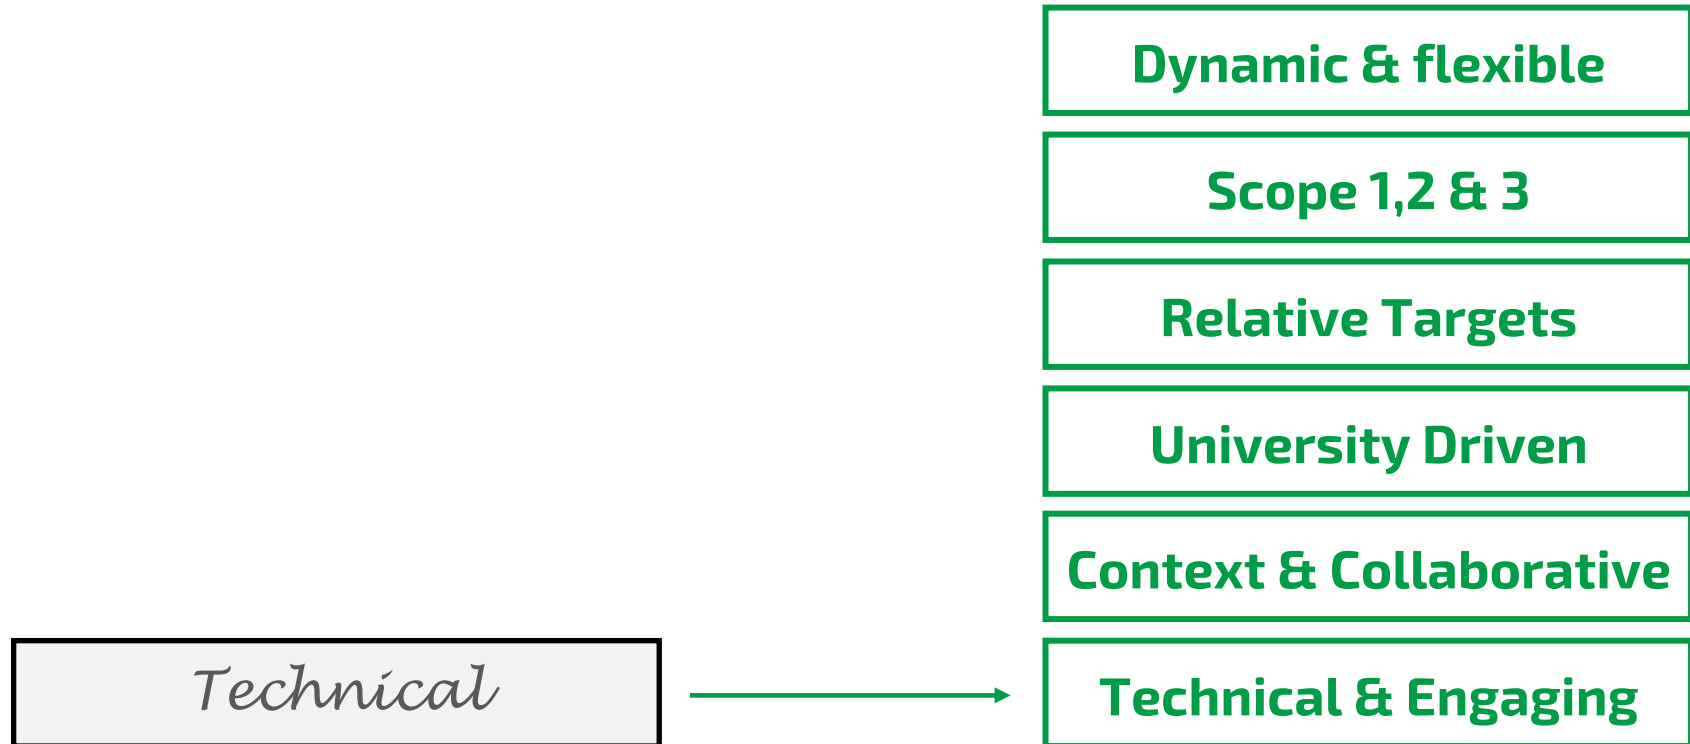 Dynamic & flexible
Scope 1,2 & 3
Relative Targets
University Driven
Context & Collaborative
Technical
Technical & Engaging